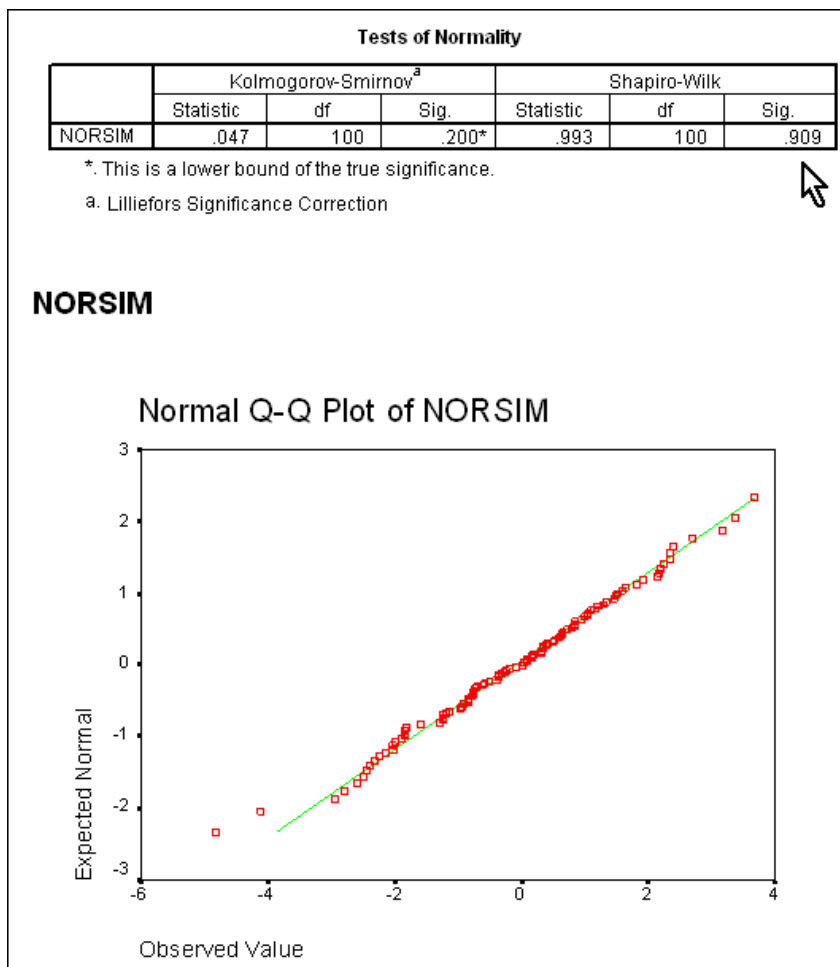 Tests of Normality
Kolmogorov-Smirnov a Shapiro-Wilk
Statistic df Sig. Statistic df Sig.
NORSIM .047 100 .200* .993 100 .909
*. This is a lower bound of the true significance.
a. Lilliefors Significance Correction
NORSIM
Normal Q-Q Plot of NORSIM
3
2
1
0
-1
-2
-3
Expected Normal
-6 -4 -2 0 2 4
Observed Value